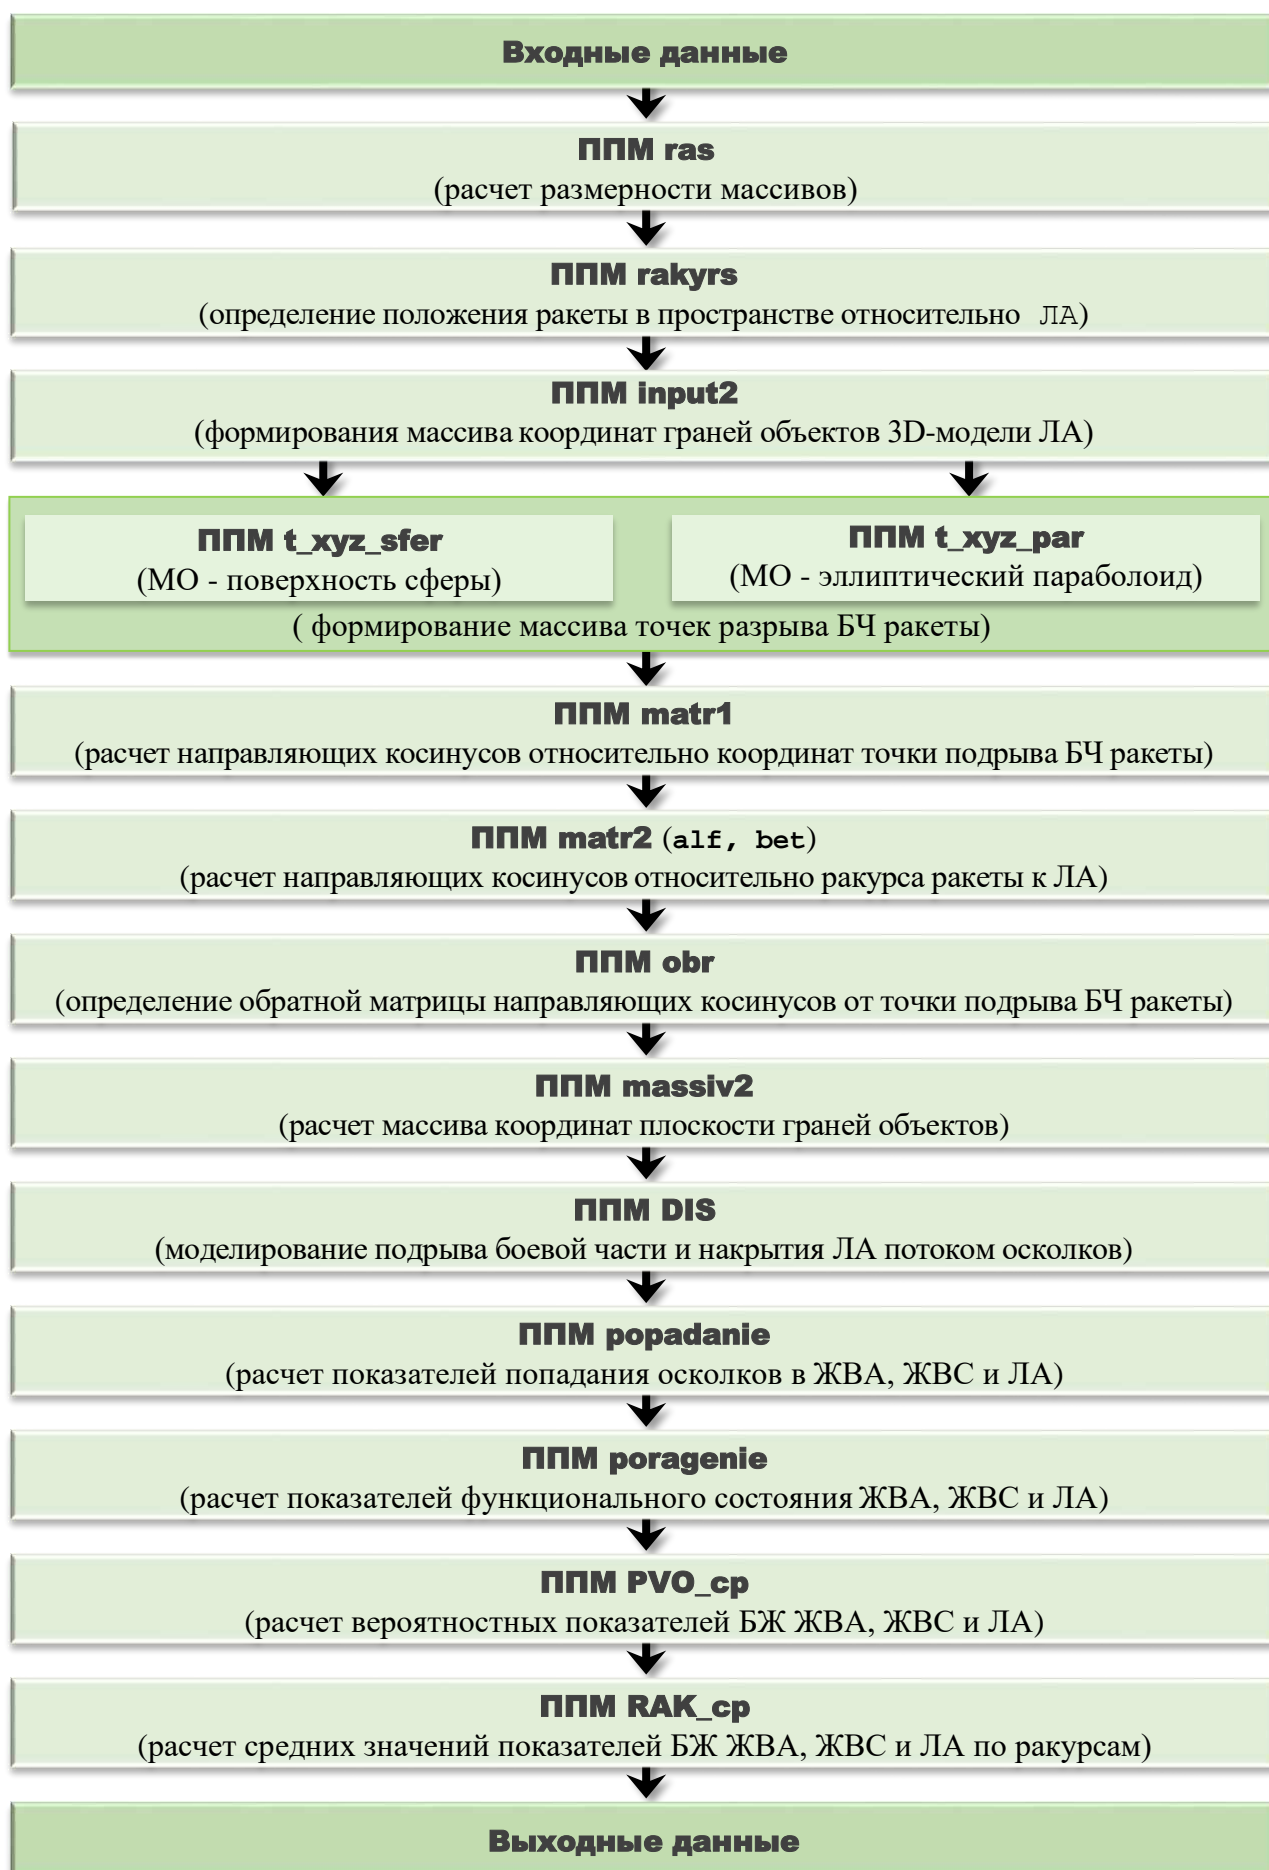 Входные данные
ППМ ras
(расчет размерности массивов)
ППМ rakyrs
(определение положения ракеты в пространстве относительно ЛА)
ППМ input2
(формирования массива координат граней объектов 3D-модели ЛА)
ППМ t_xyz_sfer
(МО - поверхность сферы)
ППМ t_xyz_par
(МО - эллиптический параболоид)
( формирование массива точек разрыва БЧ ракеты)
ППМ matr1
(расчет направляющих косинусов относительно координат точки подрыва БЧ ракеты)
ППМ matr2 (alf, bet)
(расчет направляющих косинусов относительно ракурса ракеты к ЛА)
ППМ obr
(определение обратной матрицы направляющих косинусов от точки подрыва БЧ ракеты)
ППМ massiv2
(расчет массива координат плоскости граней объектов)
ППМ DIS
(моделирование подрыва боевой части и накрытия ЛА потоком осколков)
ППМ popadanie
(расчет показателей попадания осколков в ЖВА, ЖВС и ЛА)
ППМ poragenie
(расчет показателей функционального состояния ЖВА, ЖВС и ЛА)
ППМ PVO_cp
(расчет вероятностных показателей БЖ ЖВА, ЖВС и ЛА)
ППМ RAK_cp
(расчет средних значений показателей БЖ ЖВА, ЖВС и ЛА по ракурсам)
Выходные данные